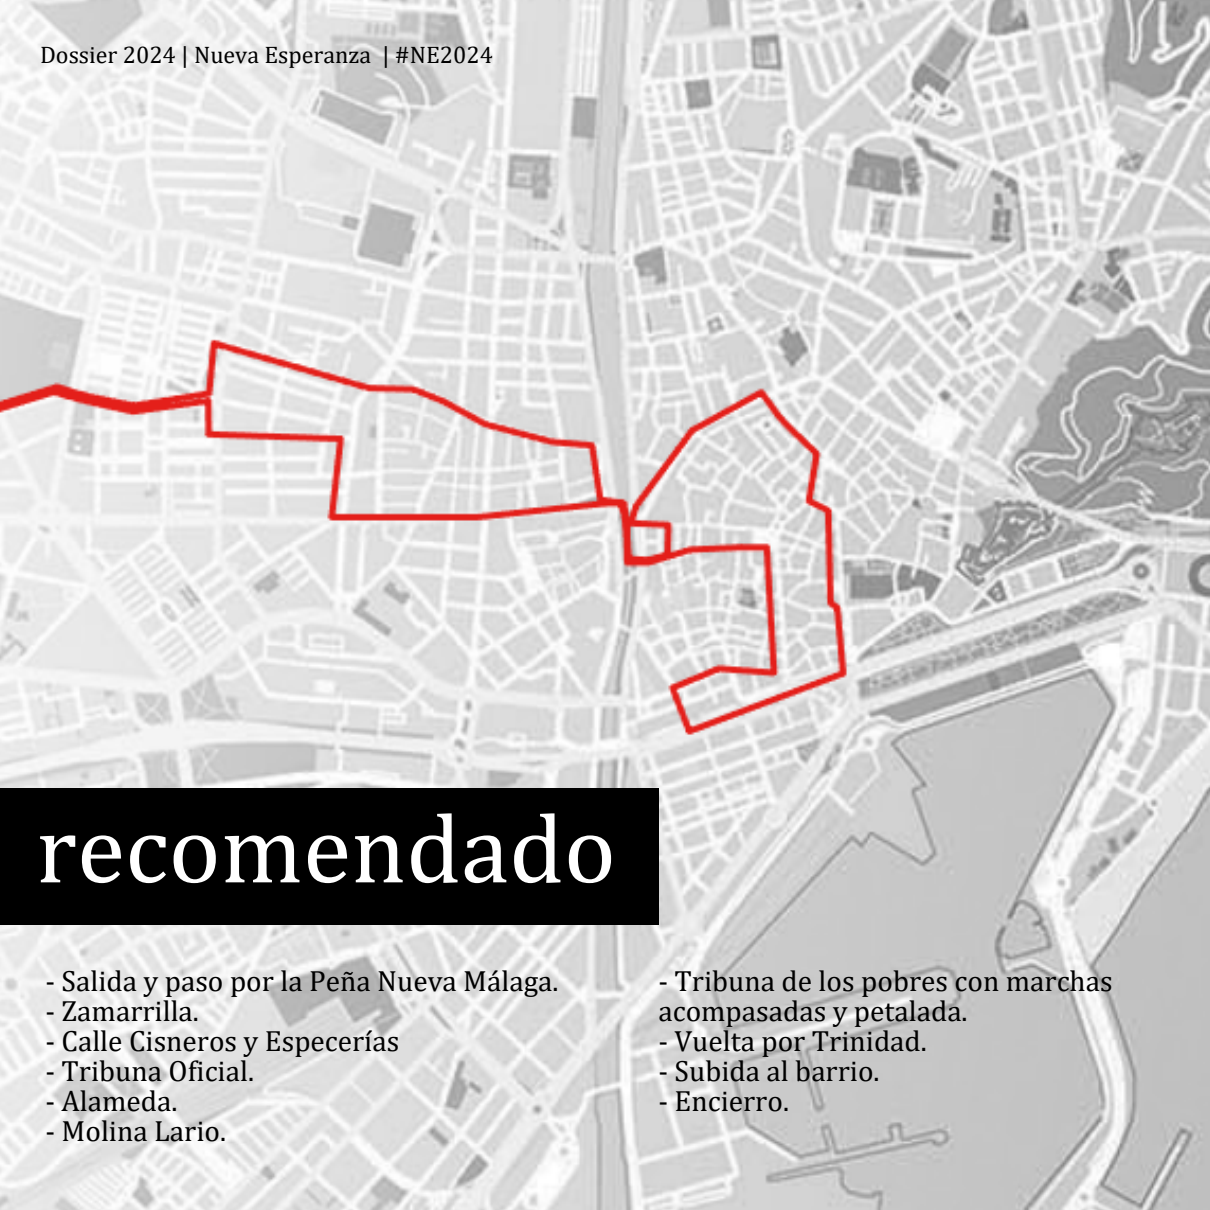 Dossier 2024 | Nueva Esperanza | #NE2024
recomendado
- Salida y paso por la Peña Nueva Málaga.
- Zamarrilla.
- Calle Cisneros y Especerías
- Tribuna Oficial.
- Alameda.
- Molina Lario.
- Tribuna de los pobres con marchas
acompasadas y petalada.
- Vuelta por Trinidad.
- Subida al barrio.
- Encierro.